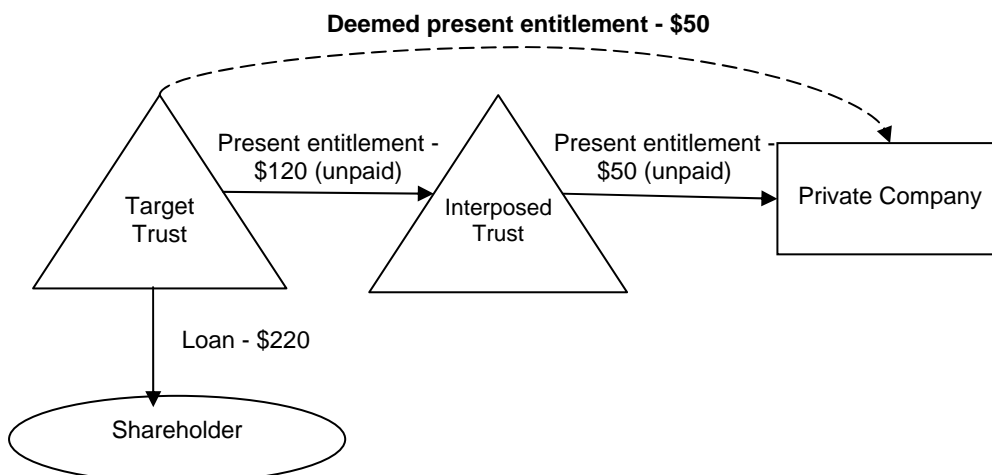 Deemed present entitlement - $50
Present entitlement -
$120 (unpaid)
Present entitlement -
$50 (unpaid)
Target
Trust
Interposed
Trust
Private Company
Loan - $220
Shareholder